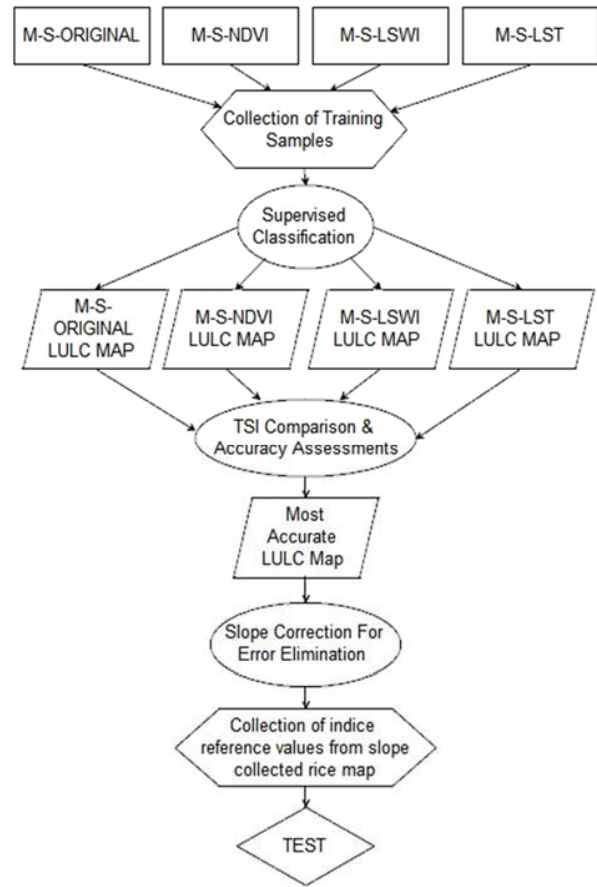 M-S-ORIGINAL
M-S-NDVI
M-S-LSWI
M-S-LST
Collection of Training
Samples
Supervised
Classification
M-S-
ORIGINAL
LULC MAP
M-S-NDVI
LULC MAP
M-S-LSWI
LULC MAP
M-S-LST
LULC MAP
TSI Comparison &
Accuracy Assessments
Most
Accurate
LULC Map
Slope Correction For
Error Elimination
Collection of indice
reference values from slope
collected rice map
TEST